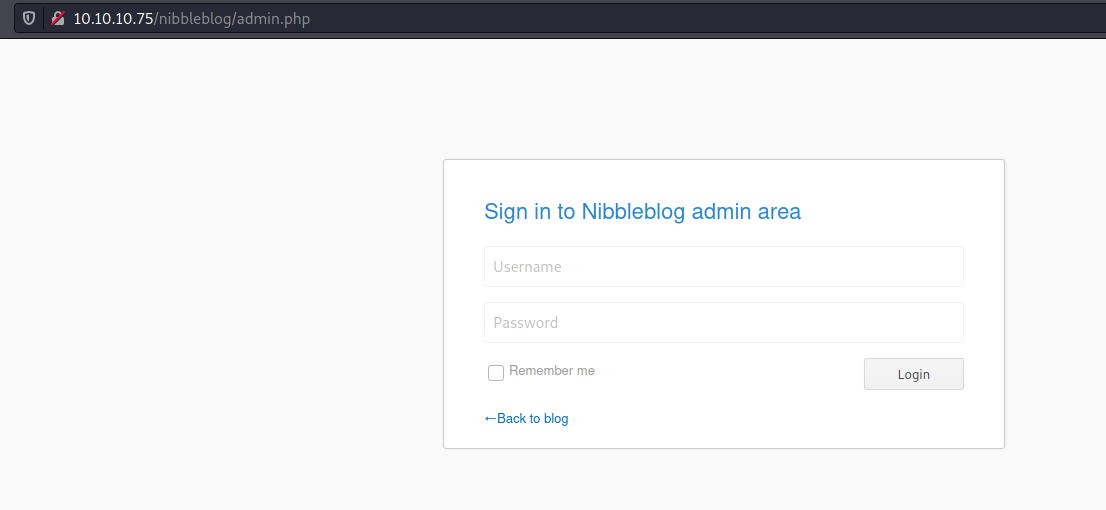 10.10.10.75/nibbleblog/admin.php
Sign in to Nibbleblog admin area
Username
Password
Remember me
Login
←Back to blog